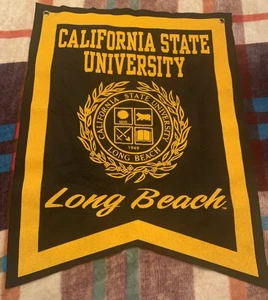 CALIFORNIA STATE
UNIVERSITY
CALIFORNIA STATE UNIVERSITY
1949
LONG BEACH
Long Beach